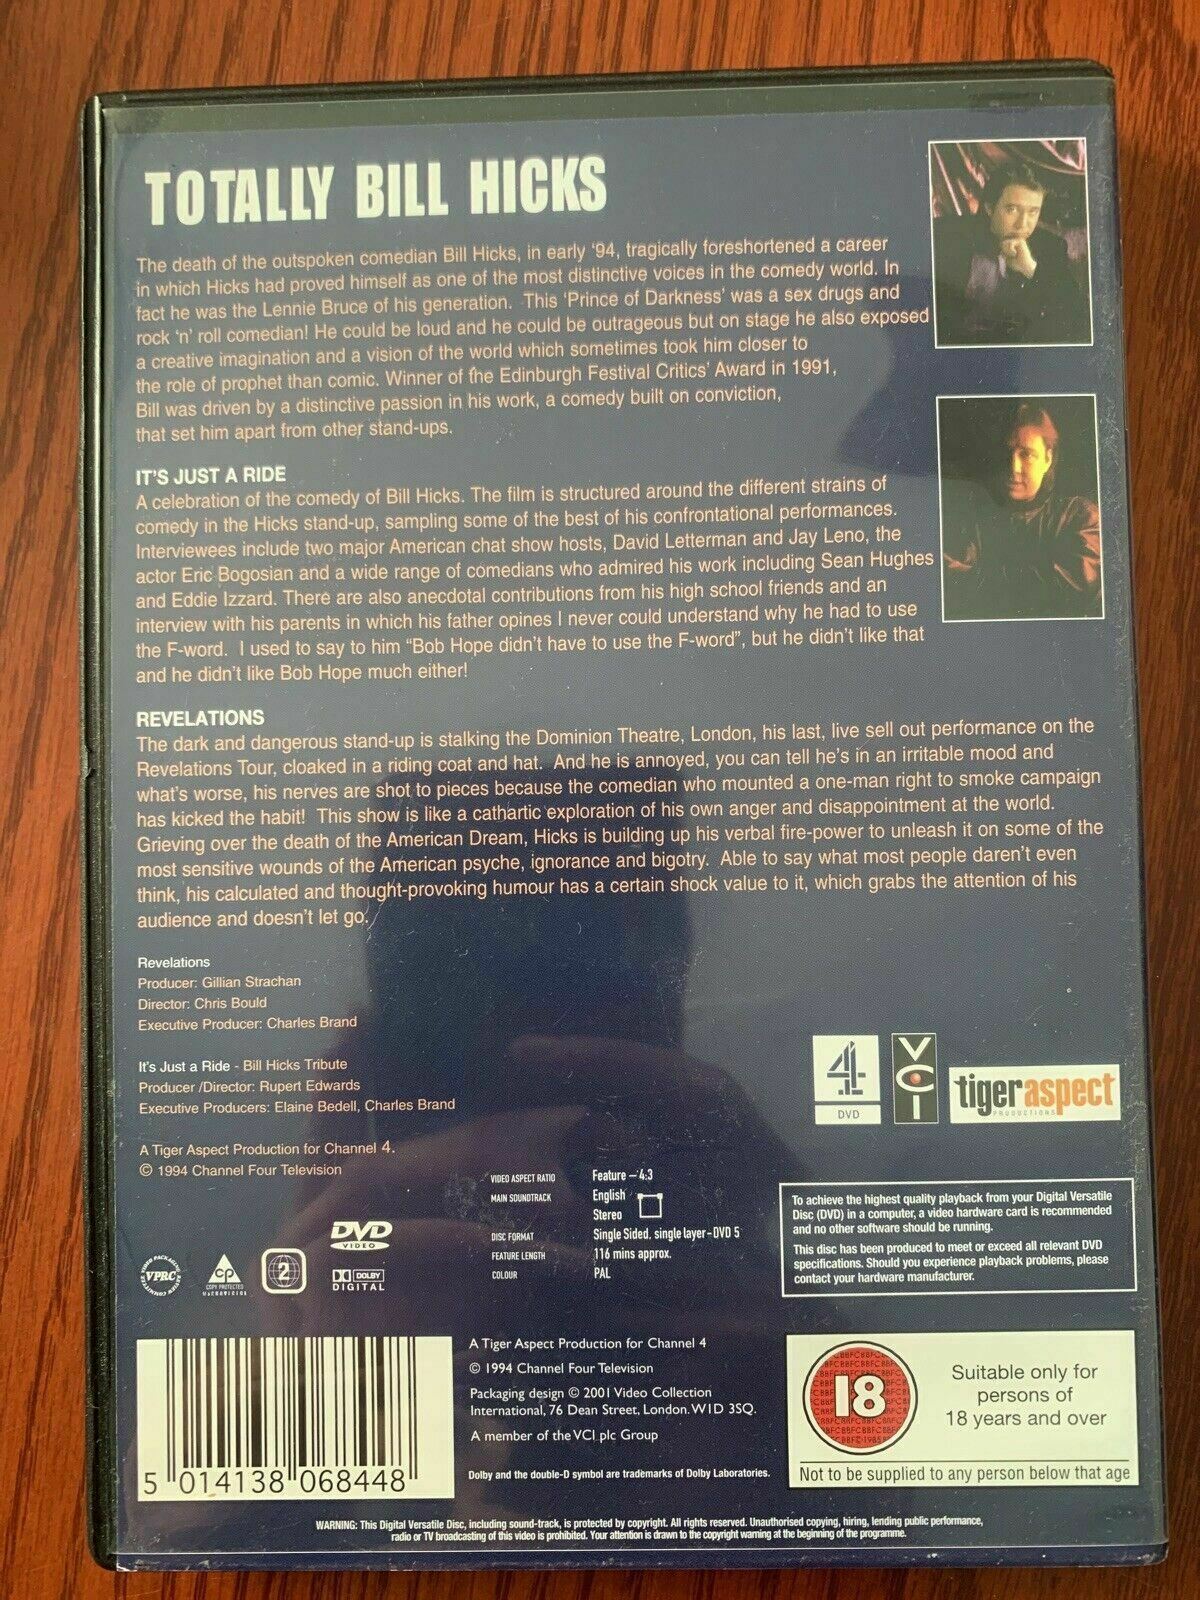 TOTALLY BILL HICKS
The death of the outspoken comedian Bill Hicks, in early '94, tragically foreshortened a career
in which Hicks had proved himself as one of the most distinctive voices in the comedy world. In
fact he was the Lennie Bruce of his generation. This 'Prince of Darkness' was a sex drugs and
rock 'n' roll comedian! He could be loud and he could be outrageous but on stage he also exposed
a creative imagination and a vision of the world which sometimes took him closer to
the role of prophet than comic. Winner of the Edinburgh Festival Critics' Award in 1991,
Bill was driven by a distinctive passion in his work, a comedy built on conviction,
that set him apart from other stand-ups.
IT'S JUST A RIDE
A celebration of the comedy of Bill Hicks. The film is structured around the different strains of
comedy in the Hicks stand-up, sampling some of the best of his confrontational performances.
Interviewees include two major American chat show hosts, David Letterman and Jay Leno, the
actor Eric Bogosian and a wide range of comedians who admired his work including Sean Hughes
and Eddie Izzard. There are also anecdotal contributions from his high school friends and an
interview with his parents in which his father opines I never could understand why he had to use
the F-word. I used to say to him "Bob Hope didn't have to use the F-word", but he didn't like that
and he didn't like Bob Hope much either!
REVELATIONS
The dark and dangerous stand-up is stalking the Dominion Theatre, London, his last, live sell out performance on the
Revelations Tour, cloaked in a riding coat and hat. And he is annoyed, you can tell he's in an irritable mood and
what's worse, his nerves are shot to pieces because the comedian who mounted a one-man right to smoke campaign
has kicked the habit! This show is like a cathartic exploration of his own anger and disappointment at the world.
Grieving over the death of the American Dream, Hicks is building up his verbal fire-power to unleash it on some of the
most sensitive wounds of the American psyche, ignorance and bigotry. Able to say what most people daren't even
think, his calculated and thought-provoking humour has a certain shock value to it, which grabs the attention of his
audience and doesn't let go.
Revelations
Producer: Gillian Strachan
Director: Chris Bould
Executive Producer: Charles Brand
It's Just a Ride - Bill Hicks Tribute
Producer /Director: Rupert Edwards
Executive Producers: Elaine Bedell, Charles Brand
A Tiger Aspect Production for Channel 4.
© 1994 Channel Four Television
4
DVD
VCI
tigeraspect
PRODUCTIONS
VIDEO ASPECT RATIO Feature – 4:3
MAIN SOUNDTRACK English
Stereo
DISC FORMAT Single Sided, single layer-DVD 5
FEATURE LENGTH 116 mins approx.
COLOUR PAL
To achieve the highest quality playback from your Digital Versatile
Disc (DVD) in a computer, a video hardware card is recommended
and no other software should be running.
This disc has been produced to meet or exceed all relevant DVD
specifications. Should you experience playback problems, please
contact your hardware manufacturer.
VIDEO PACKAGING REVIEW COMMITTEE
VPRC
CP
COPY PROTECTED
MACROVISION
2
DVD
VIDEO
DOLBY
DIGITAL
5 014138 068448
A Tiger Aspect Production for Channel 4
© 1994 Channel Four Television
Packaging design © 2001 Video Collection
International, 76 Dean Street, London. W1D 3SQ.
A member of the VCI plc Group
Dolby and the double-D symbol are trademarks of Dolby Laboratories.
18
Suitable only for
persons of
18 years and over
Not to be supplied to any person below that age
WARNING: This Digital Versatile Disc, including sound-track, is protected by copyright. All rights reserved. Unauthorised copying, hiring, lending public performance,
radio or TV broadcasting of this video is prohibited. Your attention is drawn to the copyright warning at the beginning of the programme.